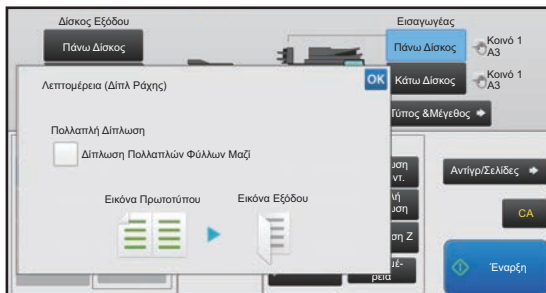 Δίσκος Εξόδου
Εισαγωγέας
Πάνω Δίσκος
Πάνω Δίσκος
Κοινό 1
A3
Λεπτομέρεια (Δίπλ Ράχης)
OK
Κάτω Δίσκος
Κοινό 1
A3
Τύπος &Μέγεθος
Πολλαπλή Δίπλωση
Δίπλωση Πολλαπλών Φύλλων Μαζί
Αντίγρ/Σελίδες
Εικόνα Πρωτοτύπου
Εικόνα Εξόδου
CA
Έναρξη